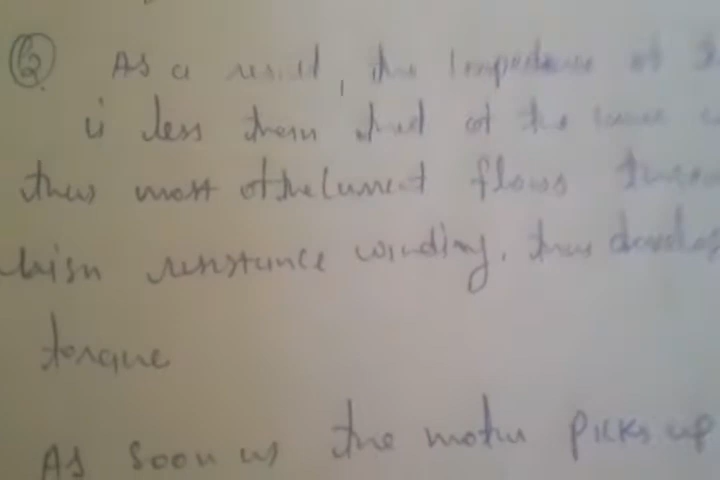 Q. As a result, the impedance of
is less than that of the lower
thus most of the current flows
high resistance winding, thus
torque
As soon as the motor picks up